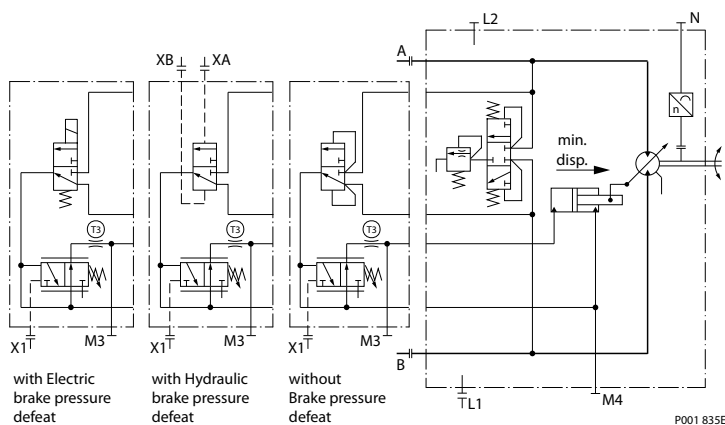 L2
N
XB
XA
A
n
min.
disp.
T3
T3
T3
X1
M3
X1
M3
X1
M3
B
L1
M4
with Electric
brake pressure
defeat
with Hydraulic
brake pressure
defeat
without
Brake pressure
defeat
P001 835E